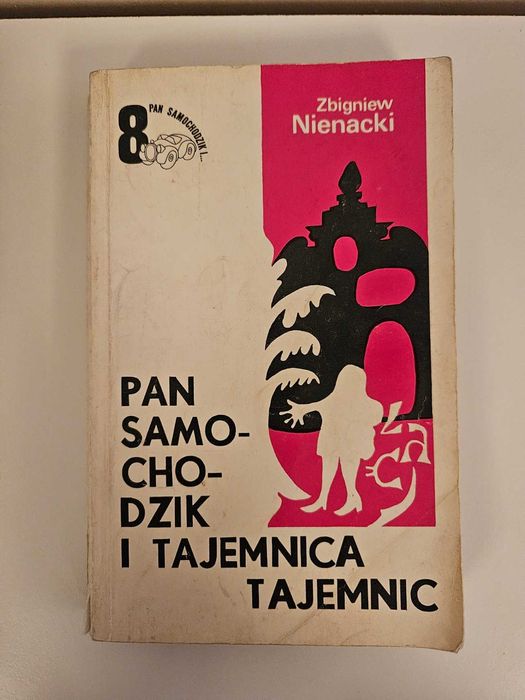 8
PAN SAMOCHODZIK I...
Zbigniew
Nienacki
PAN
SAMO-
CHO-
DZIK
I TAJEMNICA
TAJEMNIC